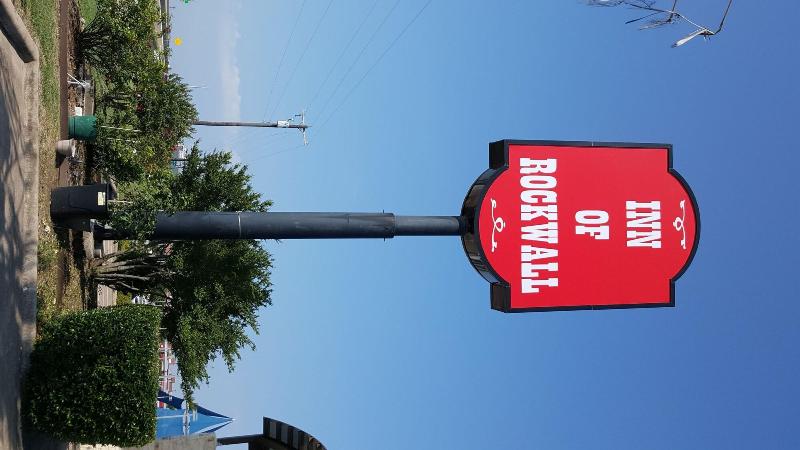 INN
OF
ROCKWALL